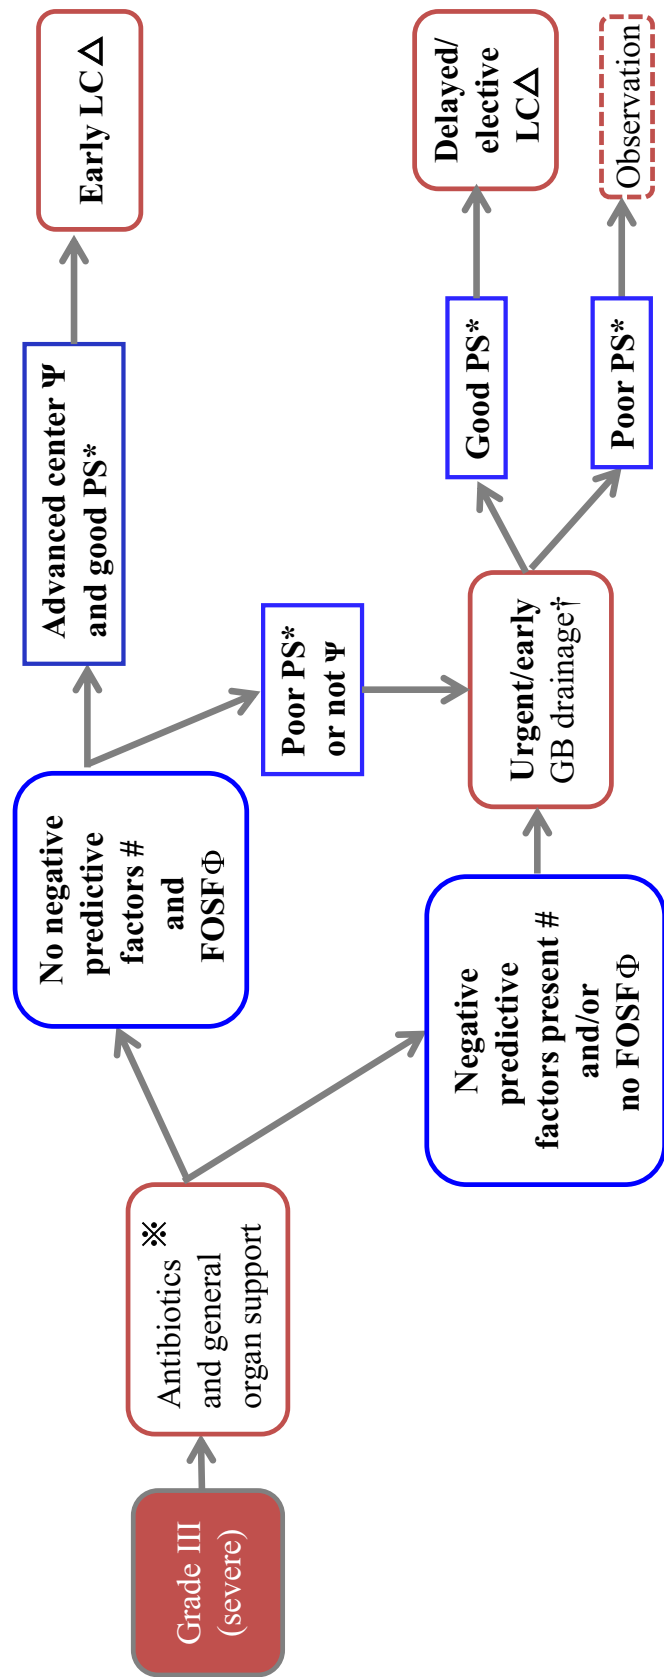 Grade III
(severe)
Antibiotics ※
and general
organ support
No negative
predictive
factors #
and
FOSFΦ
Negative
predictive
factors present #
and/or
no FOSFΦ
Advanced center Ψ
and good PS*
Poor PS*
or not Ψ
Urgent/early
GB drainage†
Early LC△
Good PS*
Poor PS*
Delayed/
elective
LC△
Observation